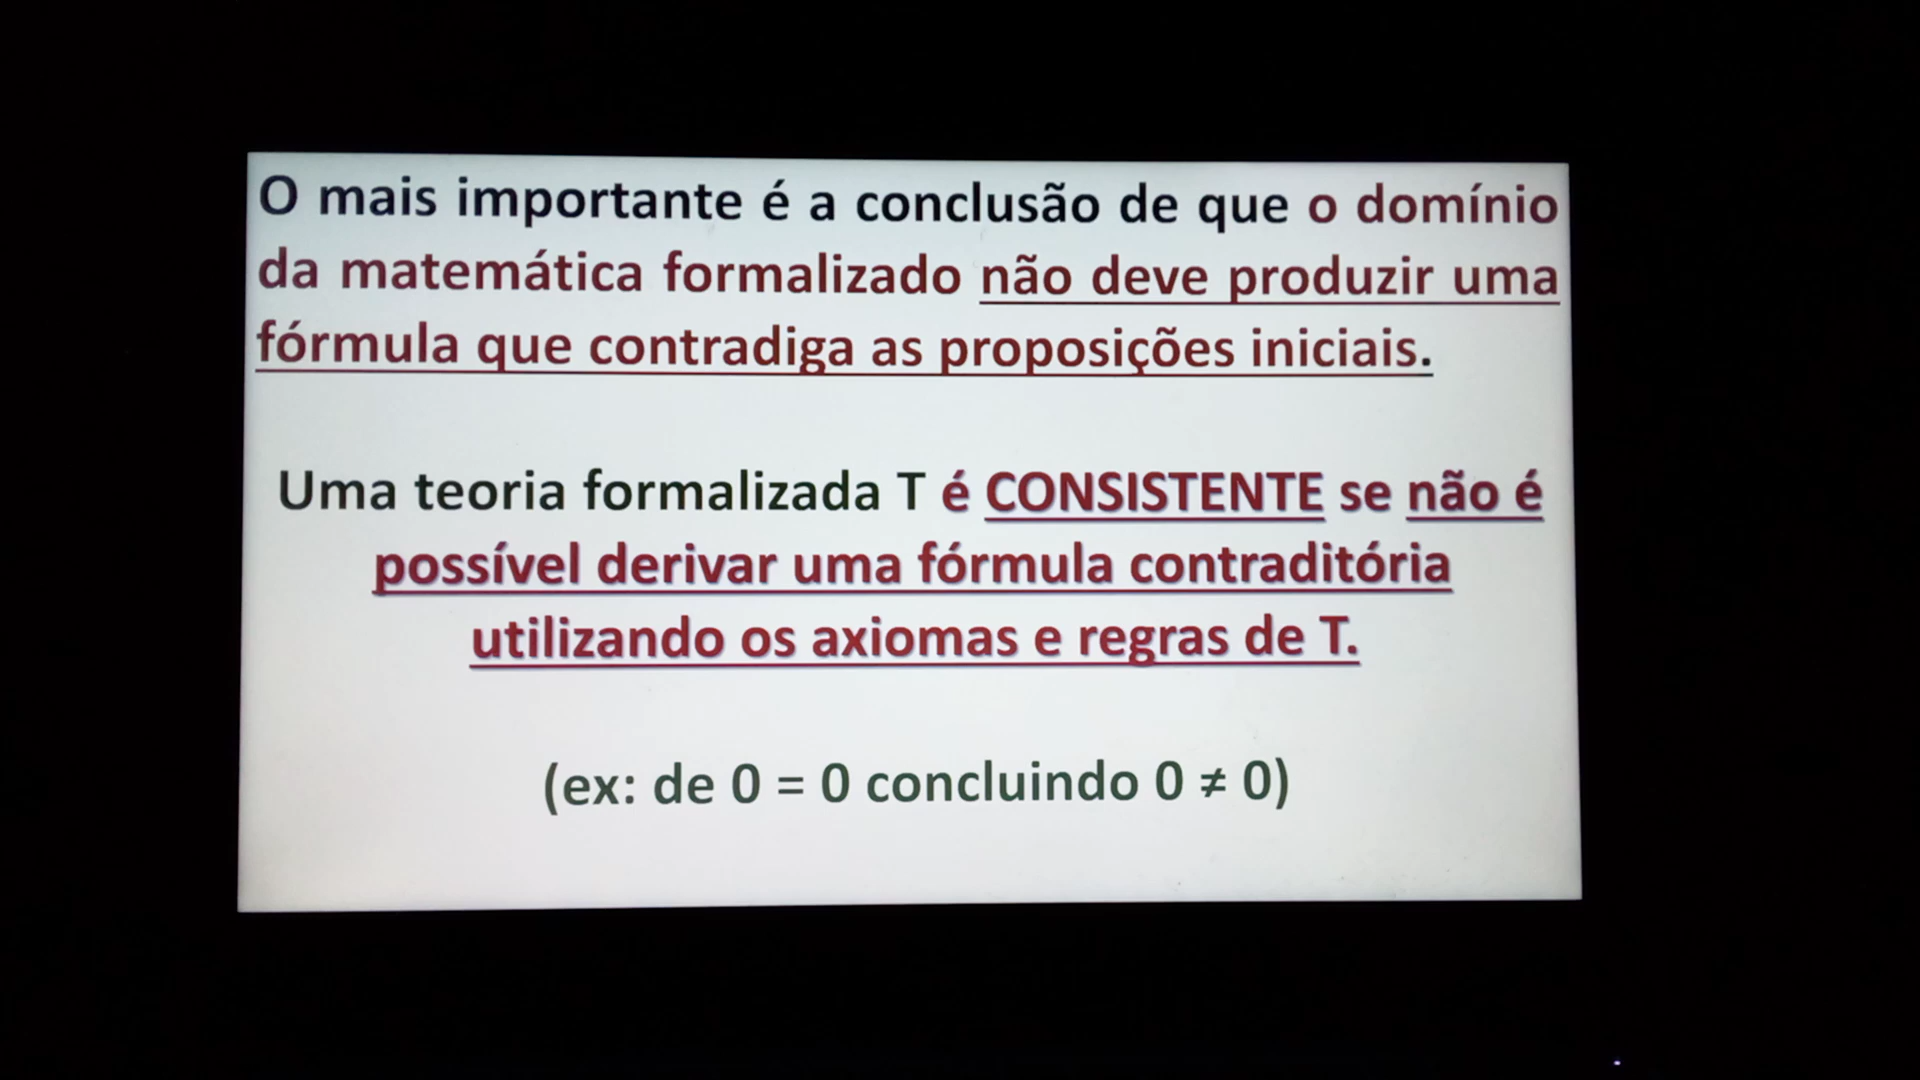 O mais importante é a conclusão de que o domínio
da matemática formalizado não deve produzir uma
fórmula que contradiga as proposições iniciais.
Uma teoria formalizada T é CONSISTENTE se não é
possível derivar uma fórmula contraditória
utilizando os axiomas e regras de T.
(ex: de 0 = 0 concluindo 0 ≠ 0)